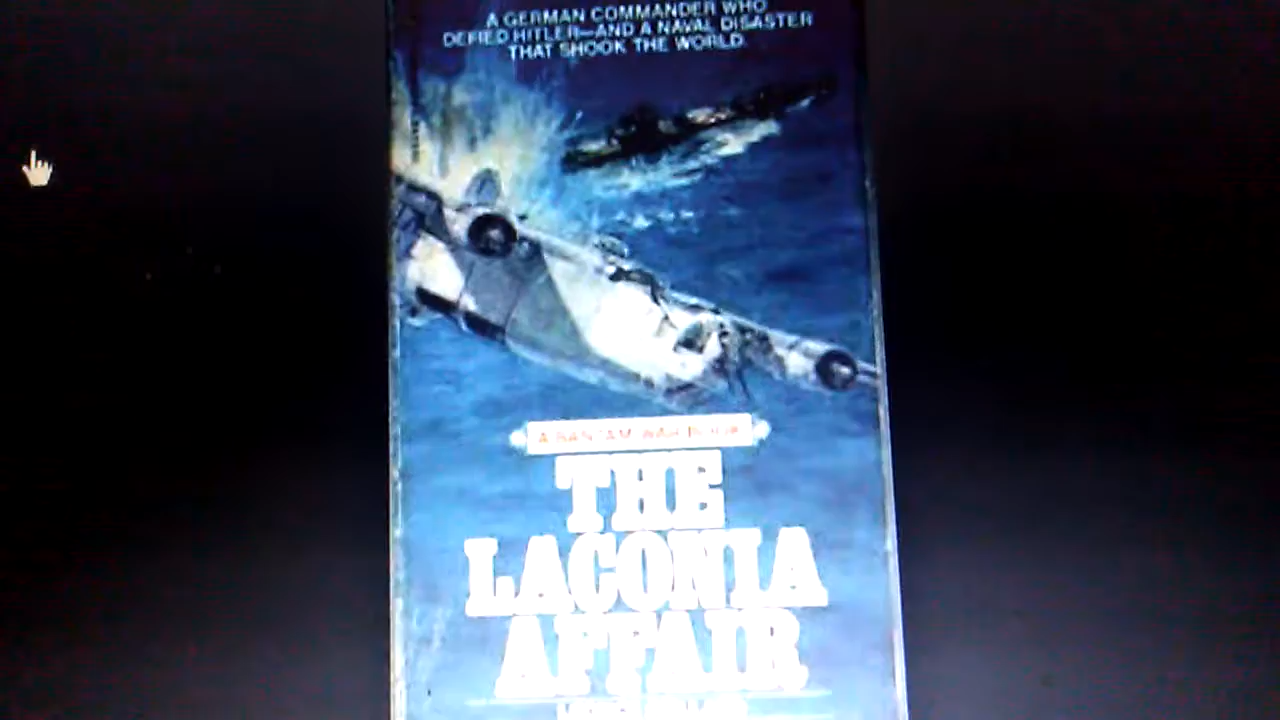 A GERMAN COMMANDER WHO
DEFIED HITLER—AND A NAVAL DISASTER
THAT SHOOK THE WORLD.
A BANTAM WAR BOOK
THE
LACONIA
AFFAIR